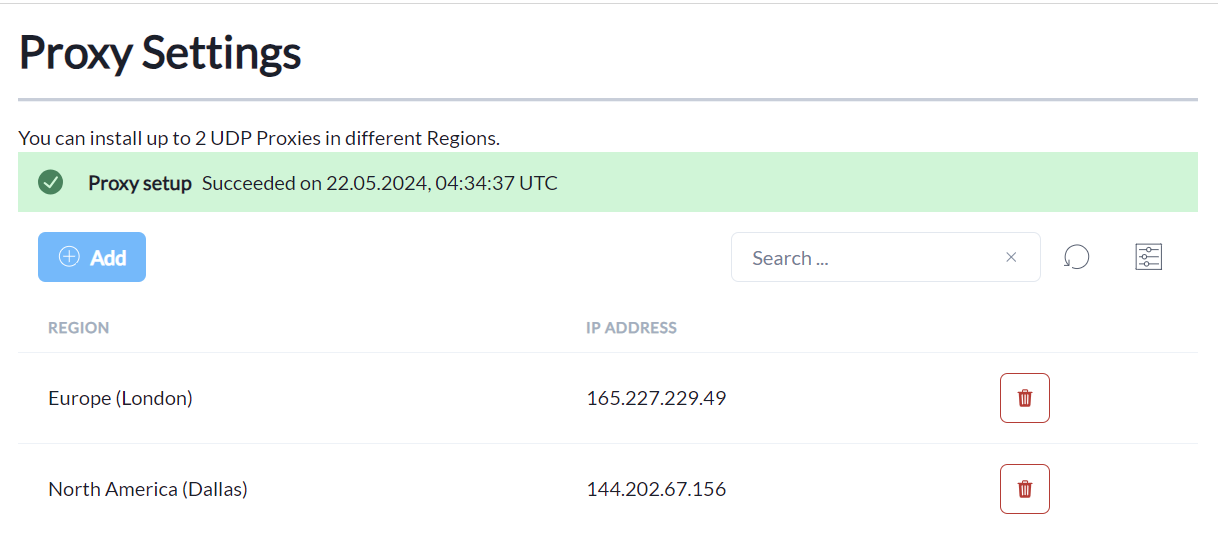 Proxy Settings
You can install up to 2 UDP Proxies in different Regions.
Proxy setup Succeeded on 22.05.2024, 04:34:37 UTC
Add Search ...
REGION IP ADDRESS
Europe (London) 165.227.229.49
North America (Dallas) 144.202.67.156